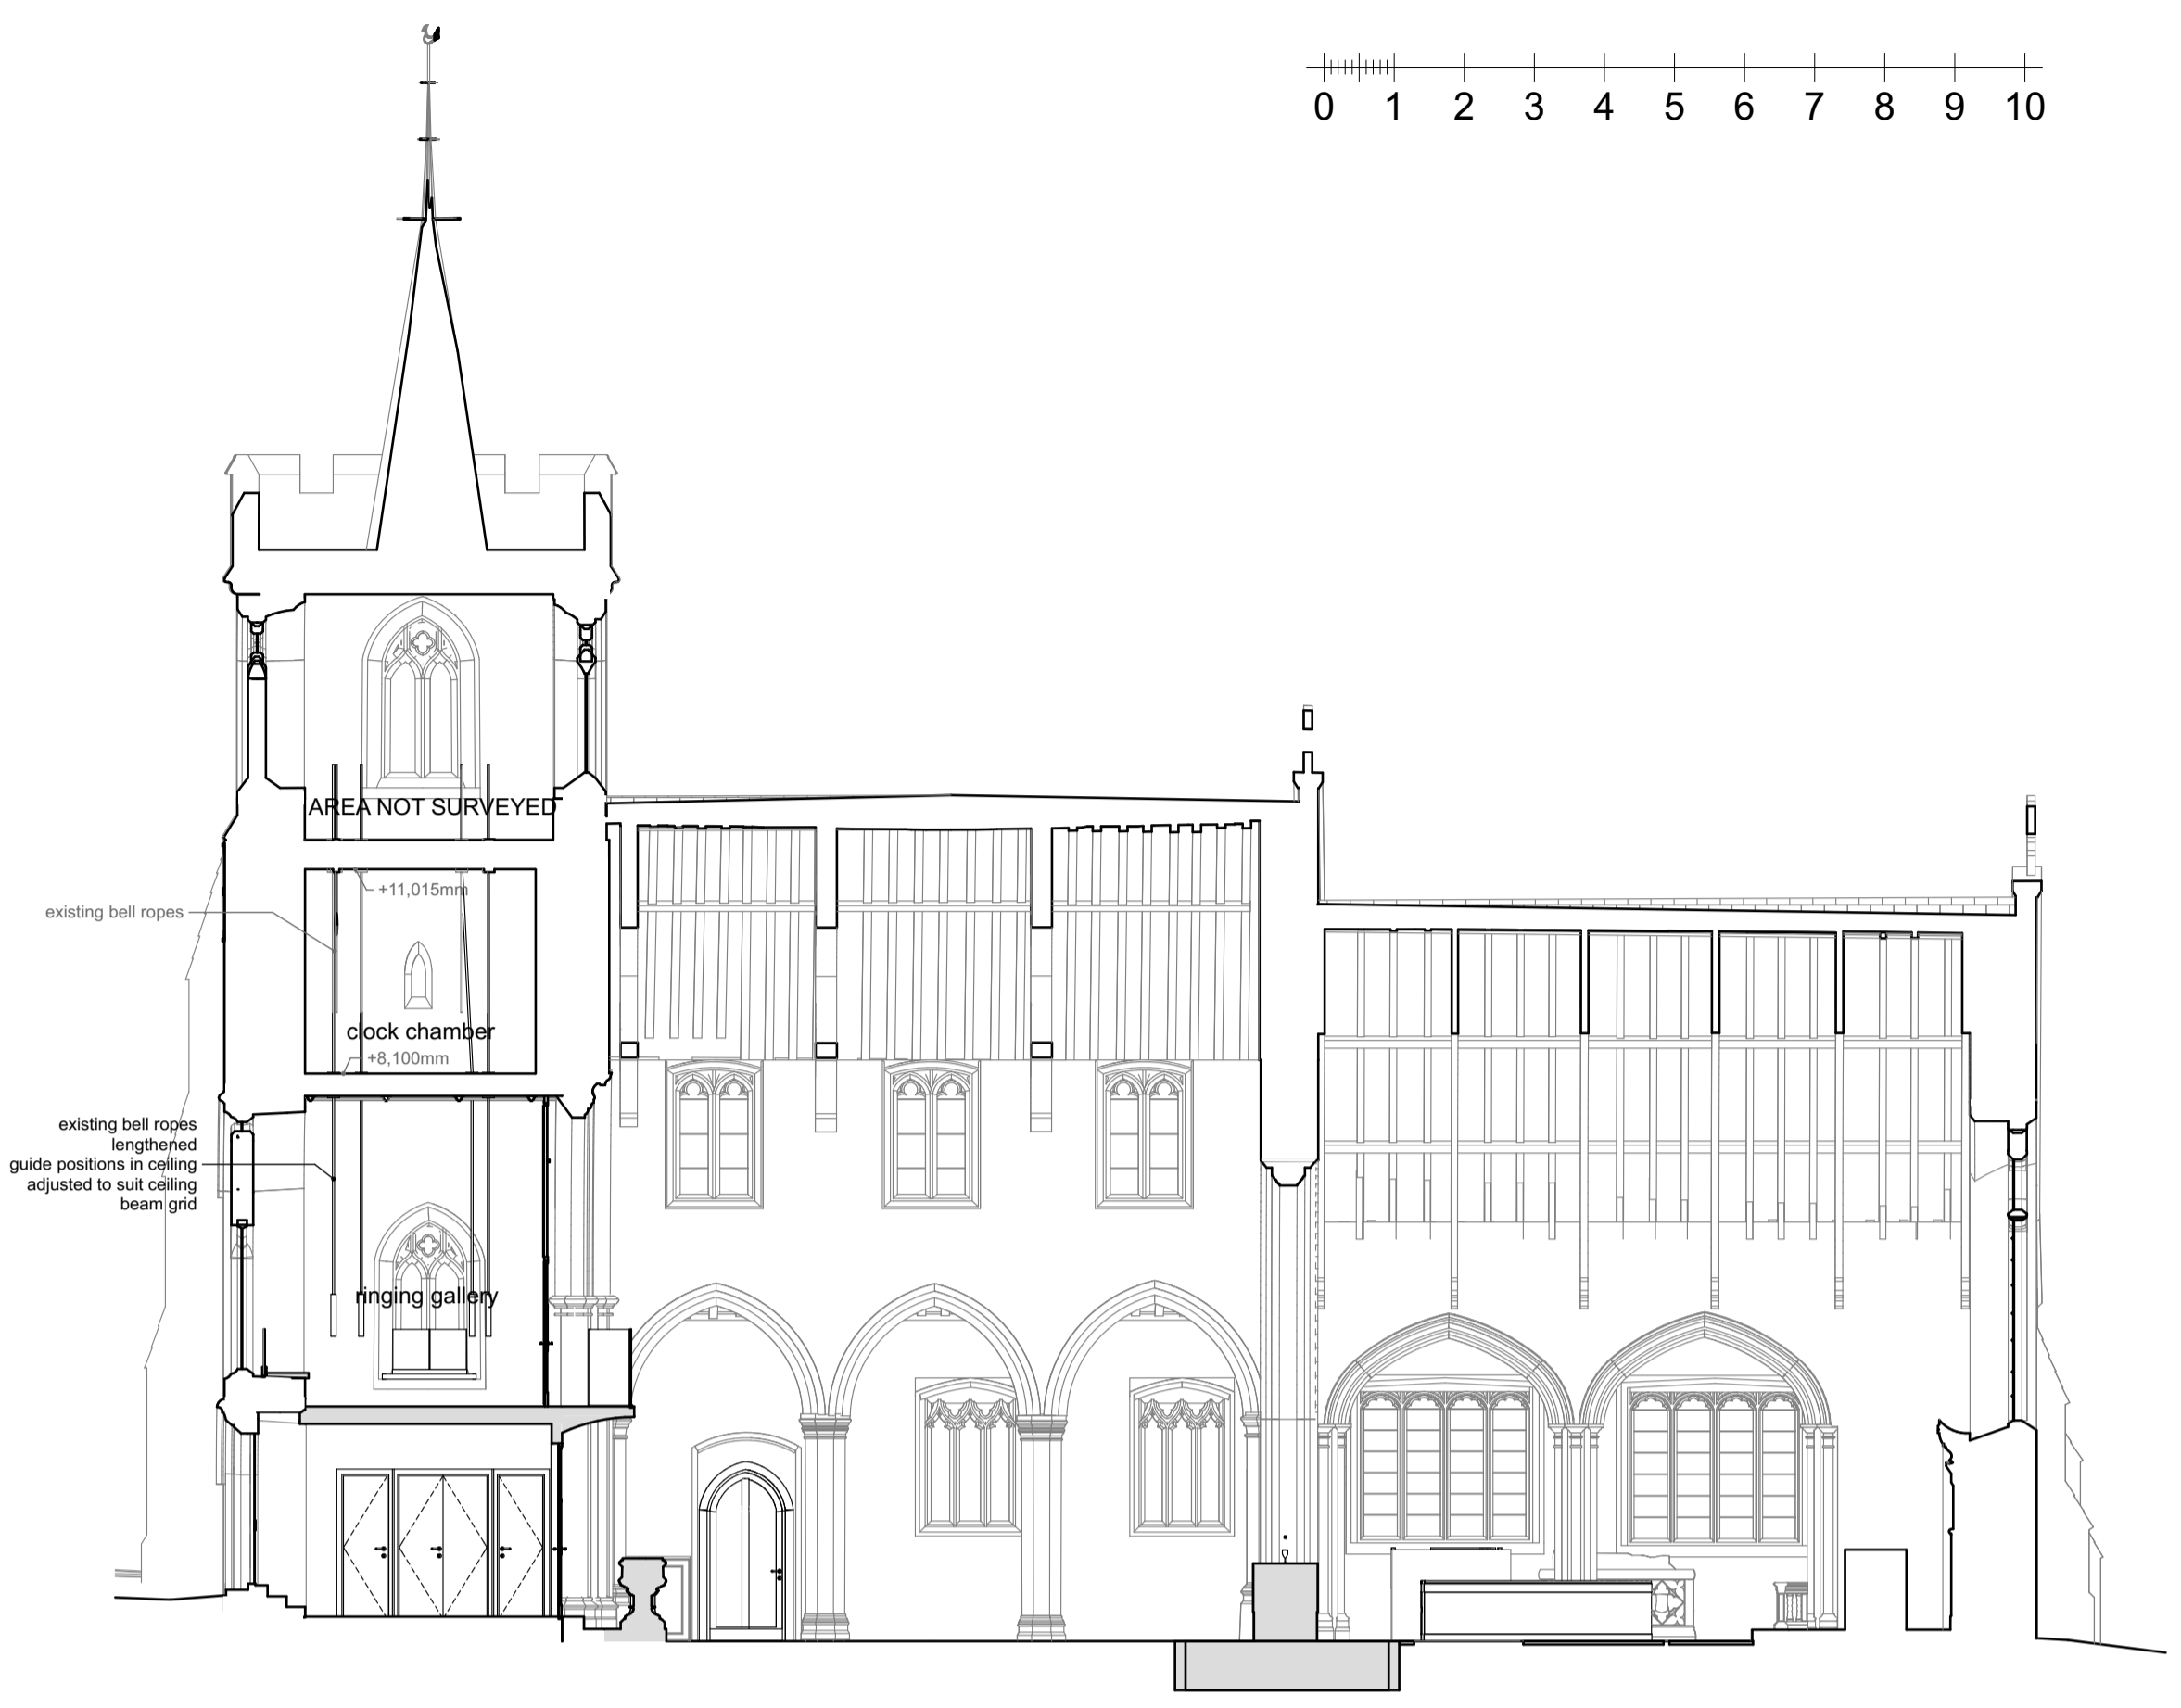 0 1 2 3 4 5 6 7 8 9 10
AREA NOT SURVEYED
+11,015mm
existing bell ropes
clock chamber
+8,100mm
existing bell ropes
lengthened
guide positions in ceiling
adjusted to suit ceiling
beam grid
ringing gallery